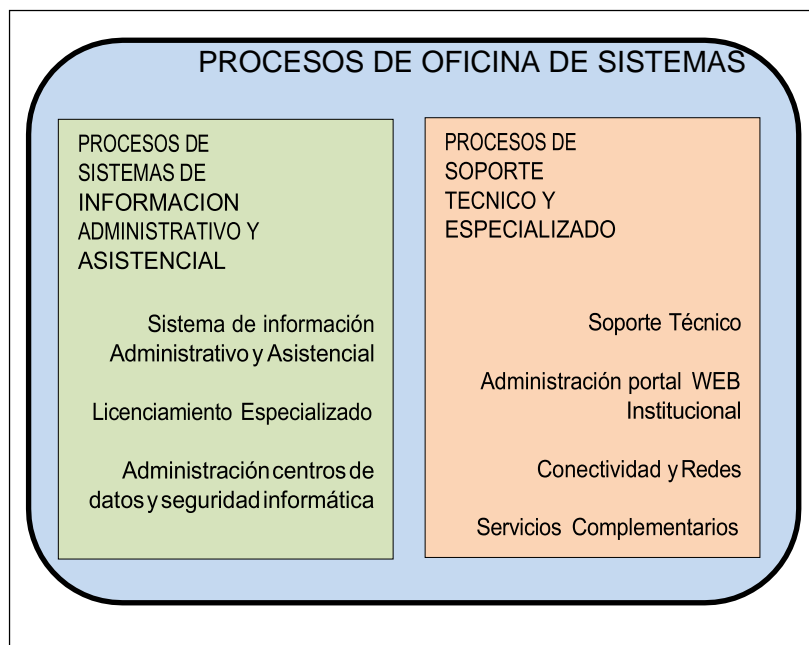 PROCESOS DE OFICINA DE SISTEMAS
PROCESOS DE
SISTEMAS DE
INFORMACION
ADMINISTRATIVO Y
ASISTENCIAL
Sistema de información
Administrativo y Asistencial
Licenciamiento Especializado
Administración centros de
datos y seguridad informática
PROCESOS DE
SOPORTE
TECNICO Y
ESPECIALIZADO
Soporte Técnico
Administración portal WEB
Institucional
Conectividad y Redes
Servicios Complementarios